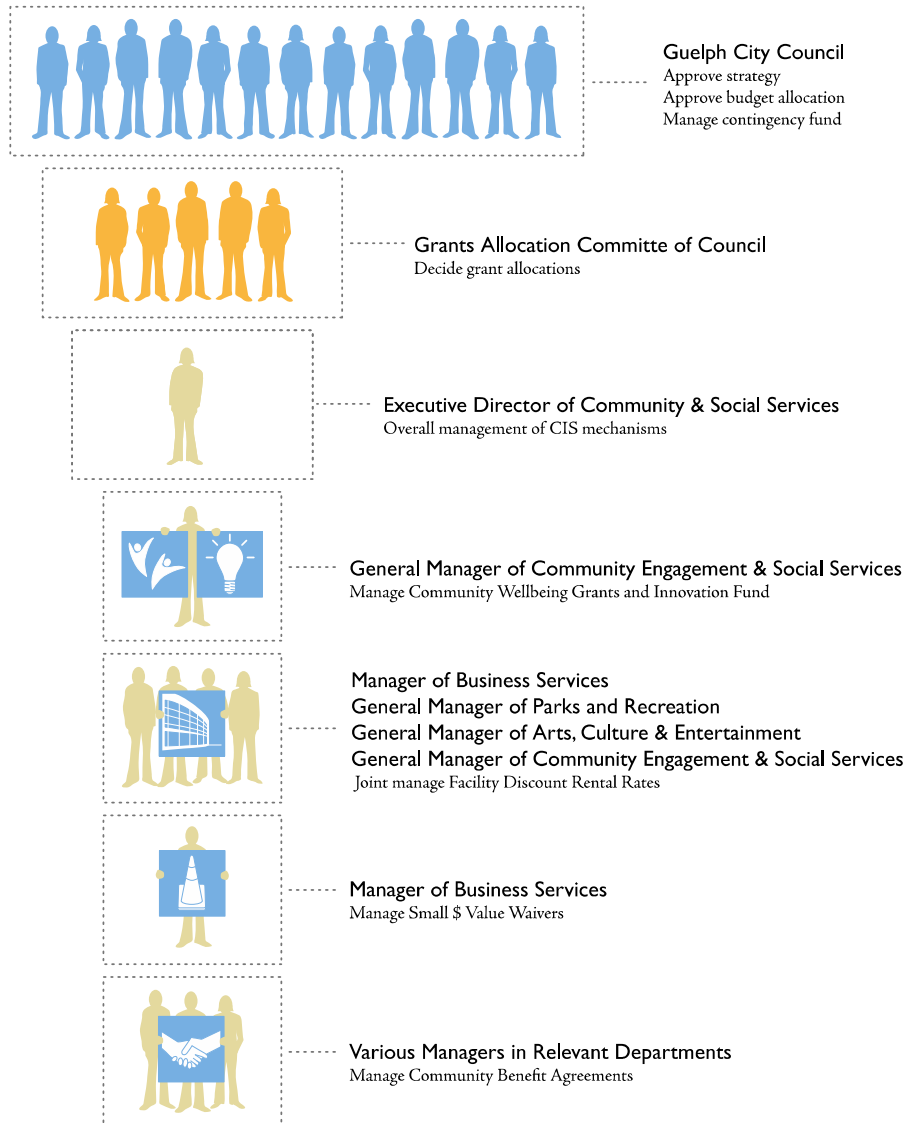 Guelph City Council
Approve strategy
Approve budget allocation
Manage contingency fund
Grants Allocation Committe of Council
Decide grant allocations
Executive Director of Community & Social Services
Overall management of CIS mechanisms
General Manager of Community Engagement & Social Services
Manage Community Wellbeing Grants and Innovation Fund
Manager of Business Services
General Manager of Parks and Recreation
General Manager of Arts, Culture & Entertainment
General Manager of Community Engagement & Social Services
Joint manage Facility Discount Rental Rates
Manager of Business Services
Manage Small $ Value Waivers
Various Managers in Relevant Departments
Manage Community Benefit Agreements